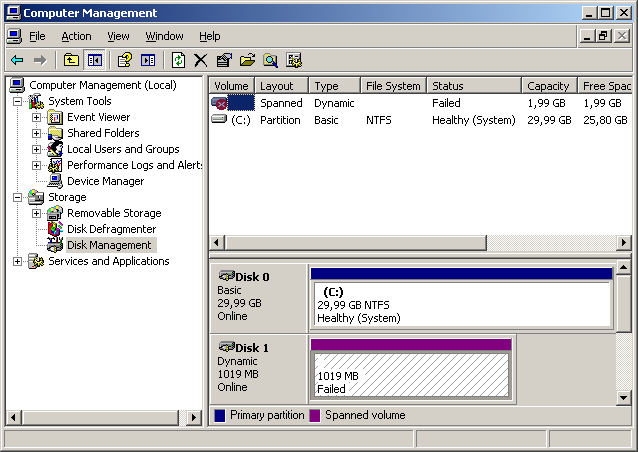 Computer Management
File Action View Window Help
Computer Management (Local)
System Tools
Event Viewer
Shared Folders
Local Users and Groups
Performance Logs and Alerts
Device Manager
Storage
Removable Storage
Disk Defragmenter
Disk Management
Services and Applications
Volume Layout Type File System Status Capacity Free Spac
Spanned Dynamic Failed 1,99 GB 1,99 GB
(C:) Partition Basic NTFS Healthy (System) 29,99 GB 25,80 GB
Disk 0
Basic
29,99 GB
Online
(C:)
29,99 GB NTFS
Healthy (System)
Disk 1
Dynamic
1019 MB
Online
1019 MB
Failed
Primary partition Spanned volume